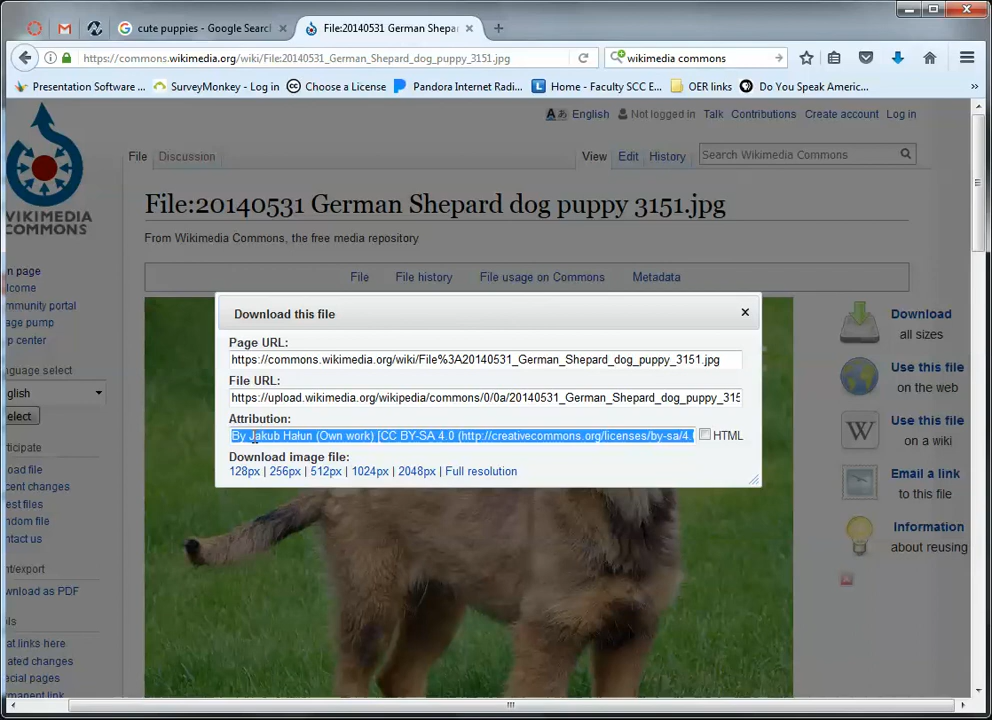 cute puppies - Google Search
File:20140531 German Shepar
https://commons.wikimedia.org/wiki/File:20140531_German_Shepard_dog_puppy_3151.jpg
wikimedia commons
Presentation Software ...
SurveyMonkey - Log in
Choose a License
Pandora Internet Radi...
Home - Faculty SCC E...
OER links
Do You Speak Americ...
English
Not logged in
Talk
Contributions
Create account
Log in
WIKIMEDIA
COMMONS
File
Discussion
View
Edit
History
Search Wikimedia Commons
File:20140531 German Shepard dog puppy 3151.jpg
From Wikimedia Commons, the free media repository
File
File history
File usage on Commons
Metadata
n page
lcome
mmunity portal
age pump
p center
nguage select
glish
elect
load file
cent changes
test files
ndom file
ntact us
nt/export
wnload as PDF
ols
at links here
lated changes
ecial pages
rmanent link
Download this file
Page URL:
https://commons.wikimedia.org/wiki/File%3A20140531_German_Shepard_dog_puppy_3151.jpg
File URL:
https://upload.wikimedia.org/wikipedia/commons/0/0a/20140531_German_Shepard_dog_puppy_315
Attribution:
By Jakub Hałun (Own work) [CC BY-SA 4.0 (http://creativecommons.org/licenses/by-sa/4.
HTML
Download image file:
128px | 256px | 512px | 1024px | 2048px | Full resolution
Download
all sizes
Use this file
on the web
Use this file
on a wiki
Email a link
to this file
Information
about reusing